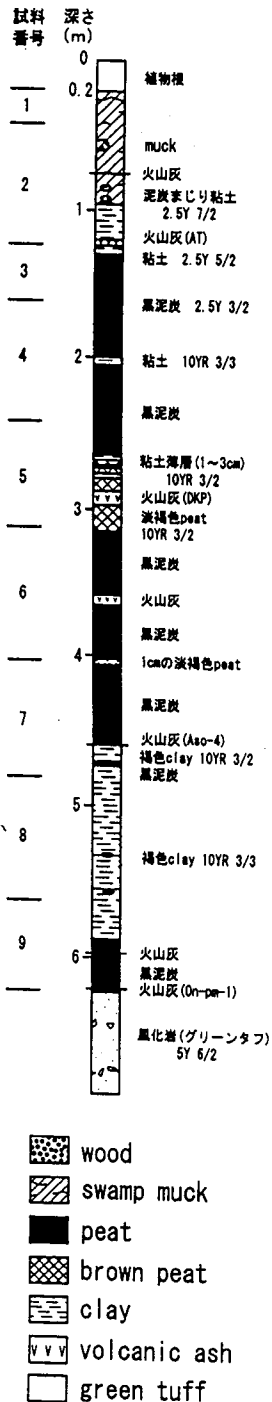 試料 深さ
番号 (m)
0
植物根
0.2
1
muck
火山灰
2
泥炭まじり粘土
2.5Y 7/2
1
火山灰(AT)
粘土 2.5Y 5/2
3
黒泥炭 2.5Y 3/2
4
2
粘土 10YR 3/3
黒泥炭
粘土薄層(1〜3cm)
10YR 3/2
5
火山灰(DKP)
3
淡褐色peat
10YR 3/2
黒泥炭
6
火山灰
黒泥炭
4
1cmの淡褐色peat
黒泥炭
7
火山灰(Aso-4)
褐色clay 10YR 3/2
黒泥炭
5
8
褐色clay 10YR 3/3
9
6
火山灰
黒泥炭
火山灰(On-pm-1)
風化岩(グリーンタフ)
5Y 6/2
wood
swamp muck
peat
brown peat
clay
volcanic ash
green tuff